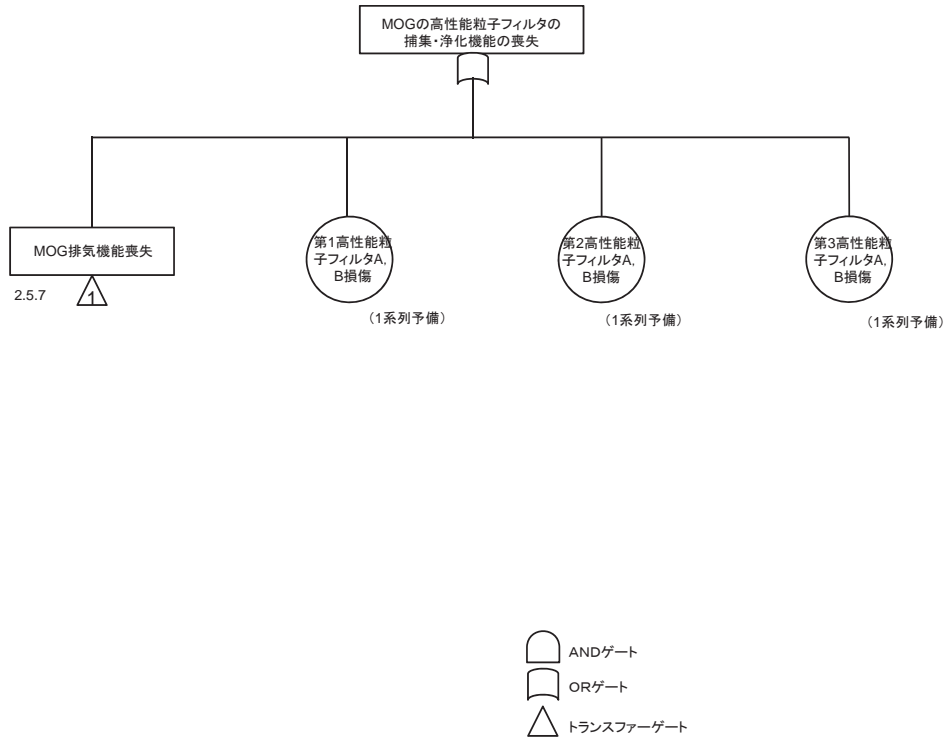 MOGの高性能粒子フィルタの
捕集・浄化機能の喪失
MOG排気機能喪失
2.5.7
1
第1高性能粒
子フィルタA,
B損傷
（1系列予備）
第2高性能粒
子フィルタA,
B損傷
（1系列予備）
第3高性能粒
子フィルタA,
B損傷
（1系列予備）
ANDゲート
ORゲート
トランスファーゲート